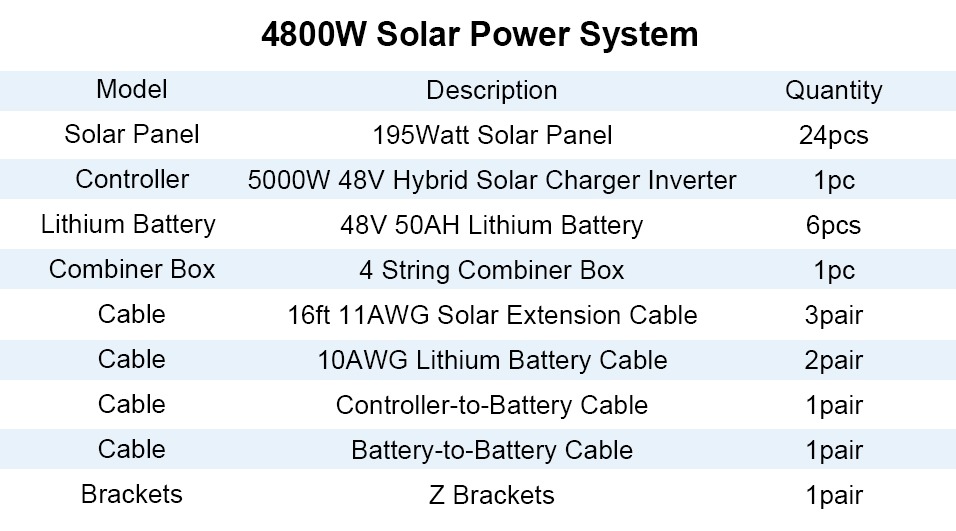 4800W Solar Power System
Model Description Quantity
Solar Panel 195Watt Solar Panel 24pcs
Controller 5000W 48V Hybrid Solar Charger Inverter 1pc
Lithium Battery 48V 50AH Lithium Battery 6pcs
Combiner Box 4 String Combiner Box 1pc
Cable 16ft 11AWG Solar Extension Cable 3pair
Cable 10AWG Lithium Battery Cable 2pair
Cable Controller-to-Battery Cable 1pair
Cable Battery-to-Battery Cable 1pair
Brackets Z Brackets 1pair